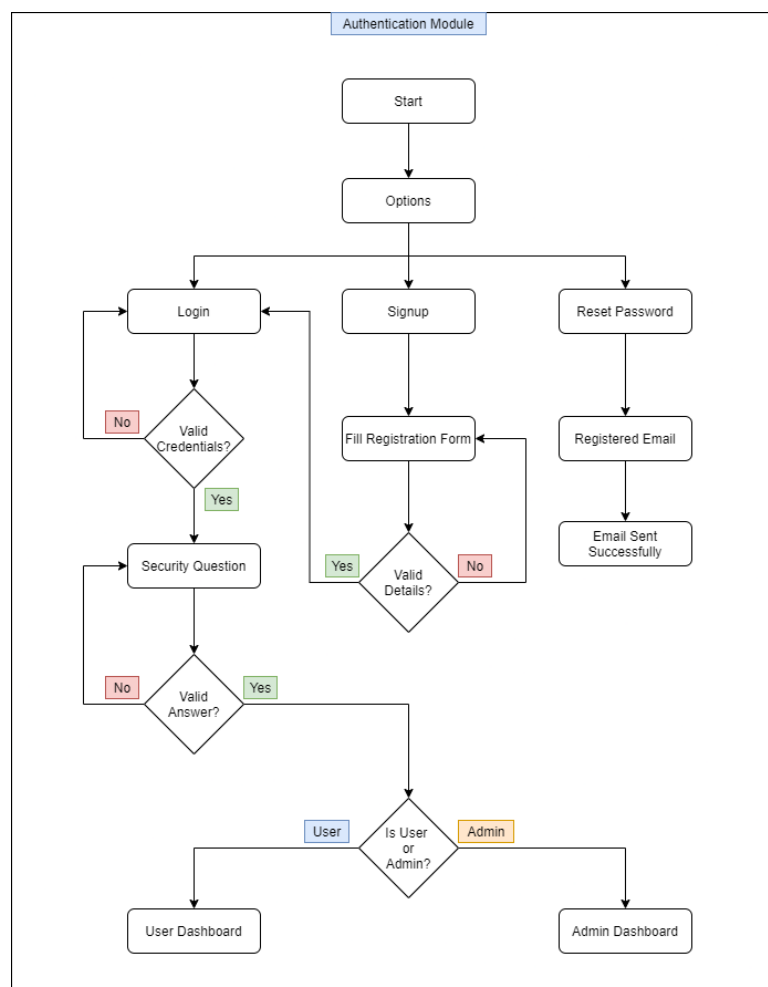 Authentication Module
Start
Options
Login
Signup
Reset Password
No
Valid
Credentials?
Fill Registration Form
Registered Email
Yes
Email Sent
Successfully
Security Question
Yes
Valid
Details?
No
No
Valid
Answer?
Yes
User
Is User
or
Admin?
Admin
User Dashboard
Admin Dashboard